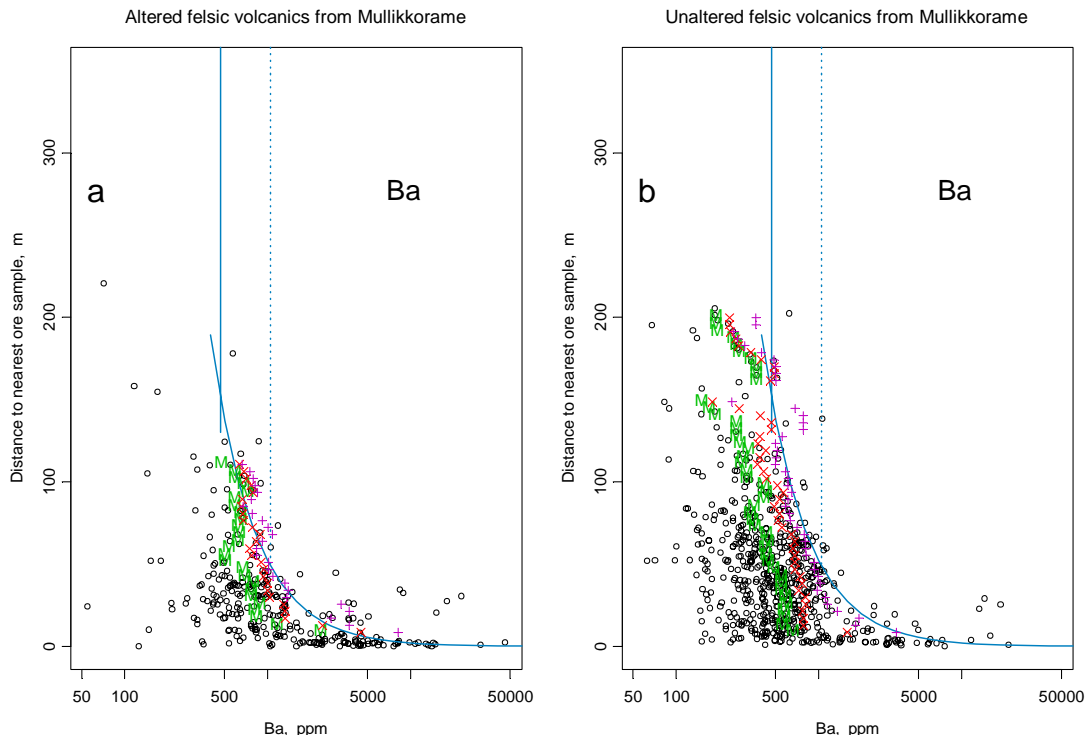 Altered felsic volcanics from Mullikkorame
Distance to nearest ore sample, m
0 100 200 300
a
Ba
50 100 500 5000 50000
Ba, ppm
Unaltered felsic volcanics from Mullikkorame
Distance to nearest ore sample, m
0 100 200 300
b
Ba
50 100 500 5000 50000
Ba, ppm